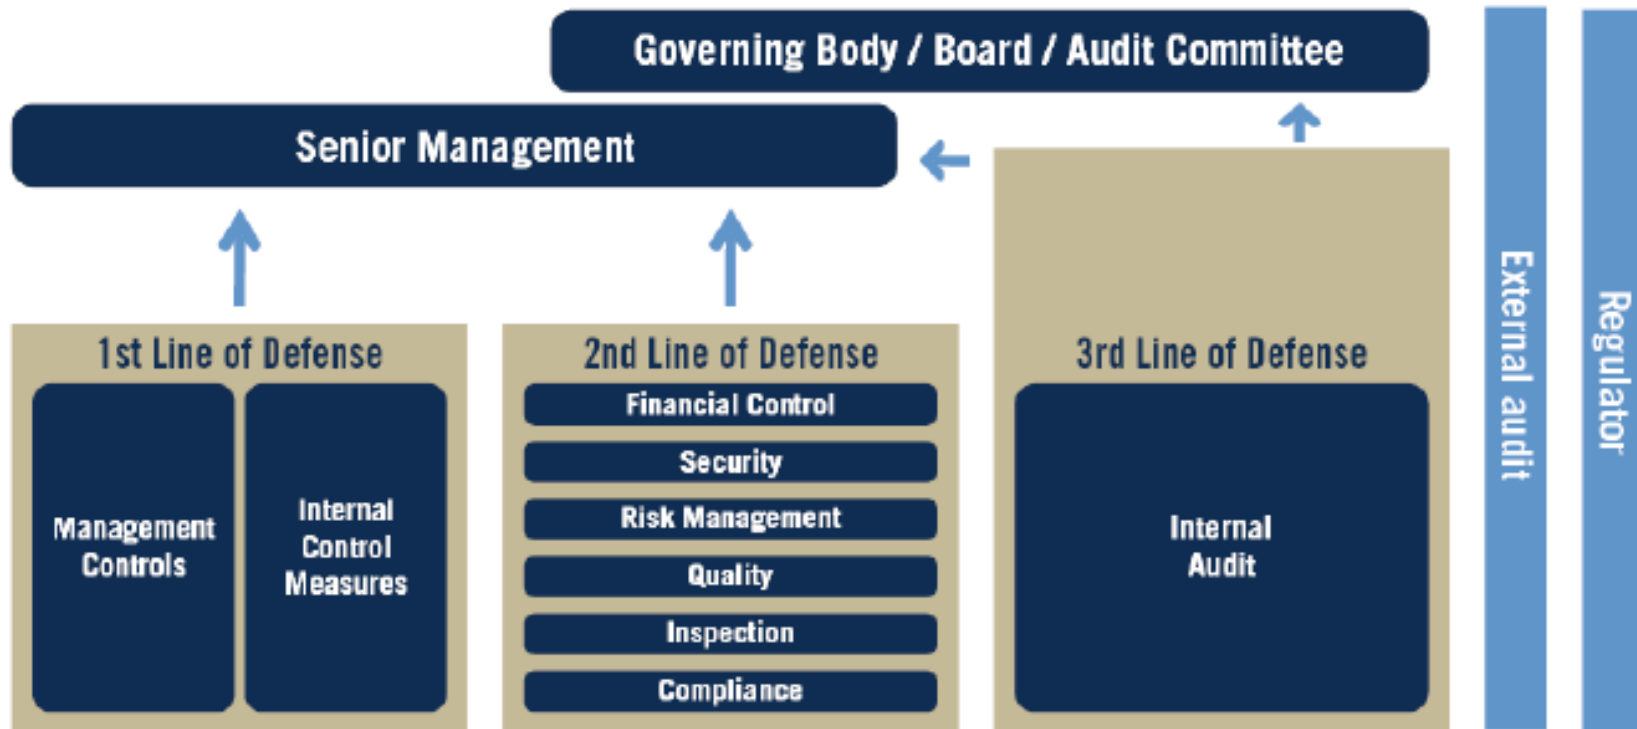 Governing Body / Board / Audit Committee
Senior Management
1st Line of Defense
Management
Controls
Internal
Control
Measures
2nd Line of Defense
Financial Control
Security
Risk Management
Quality
Inspection
Compliance
3rd Line of Defense
Internal
Audit
External audit
Regulator